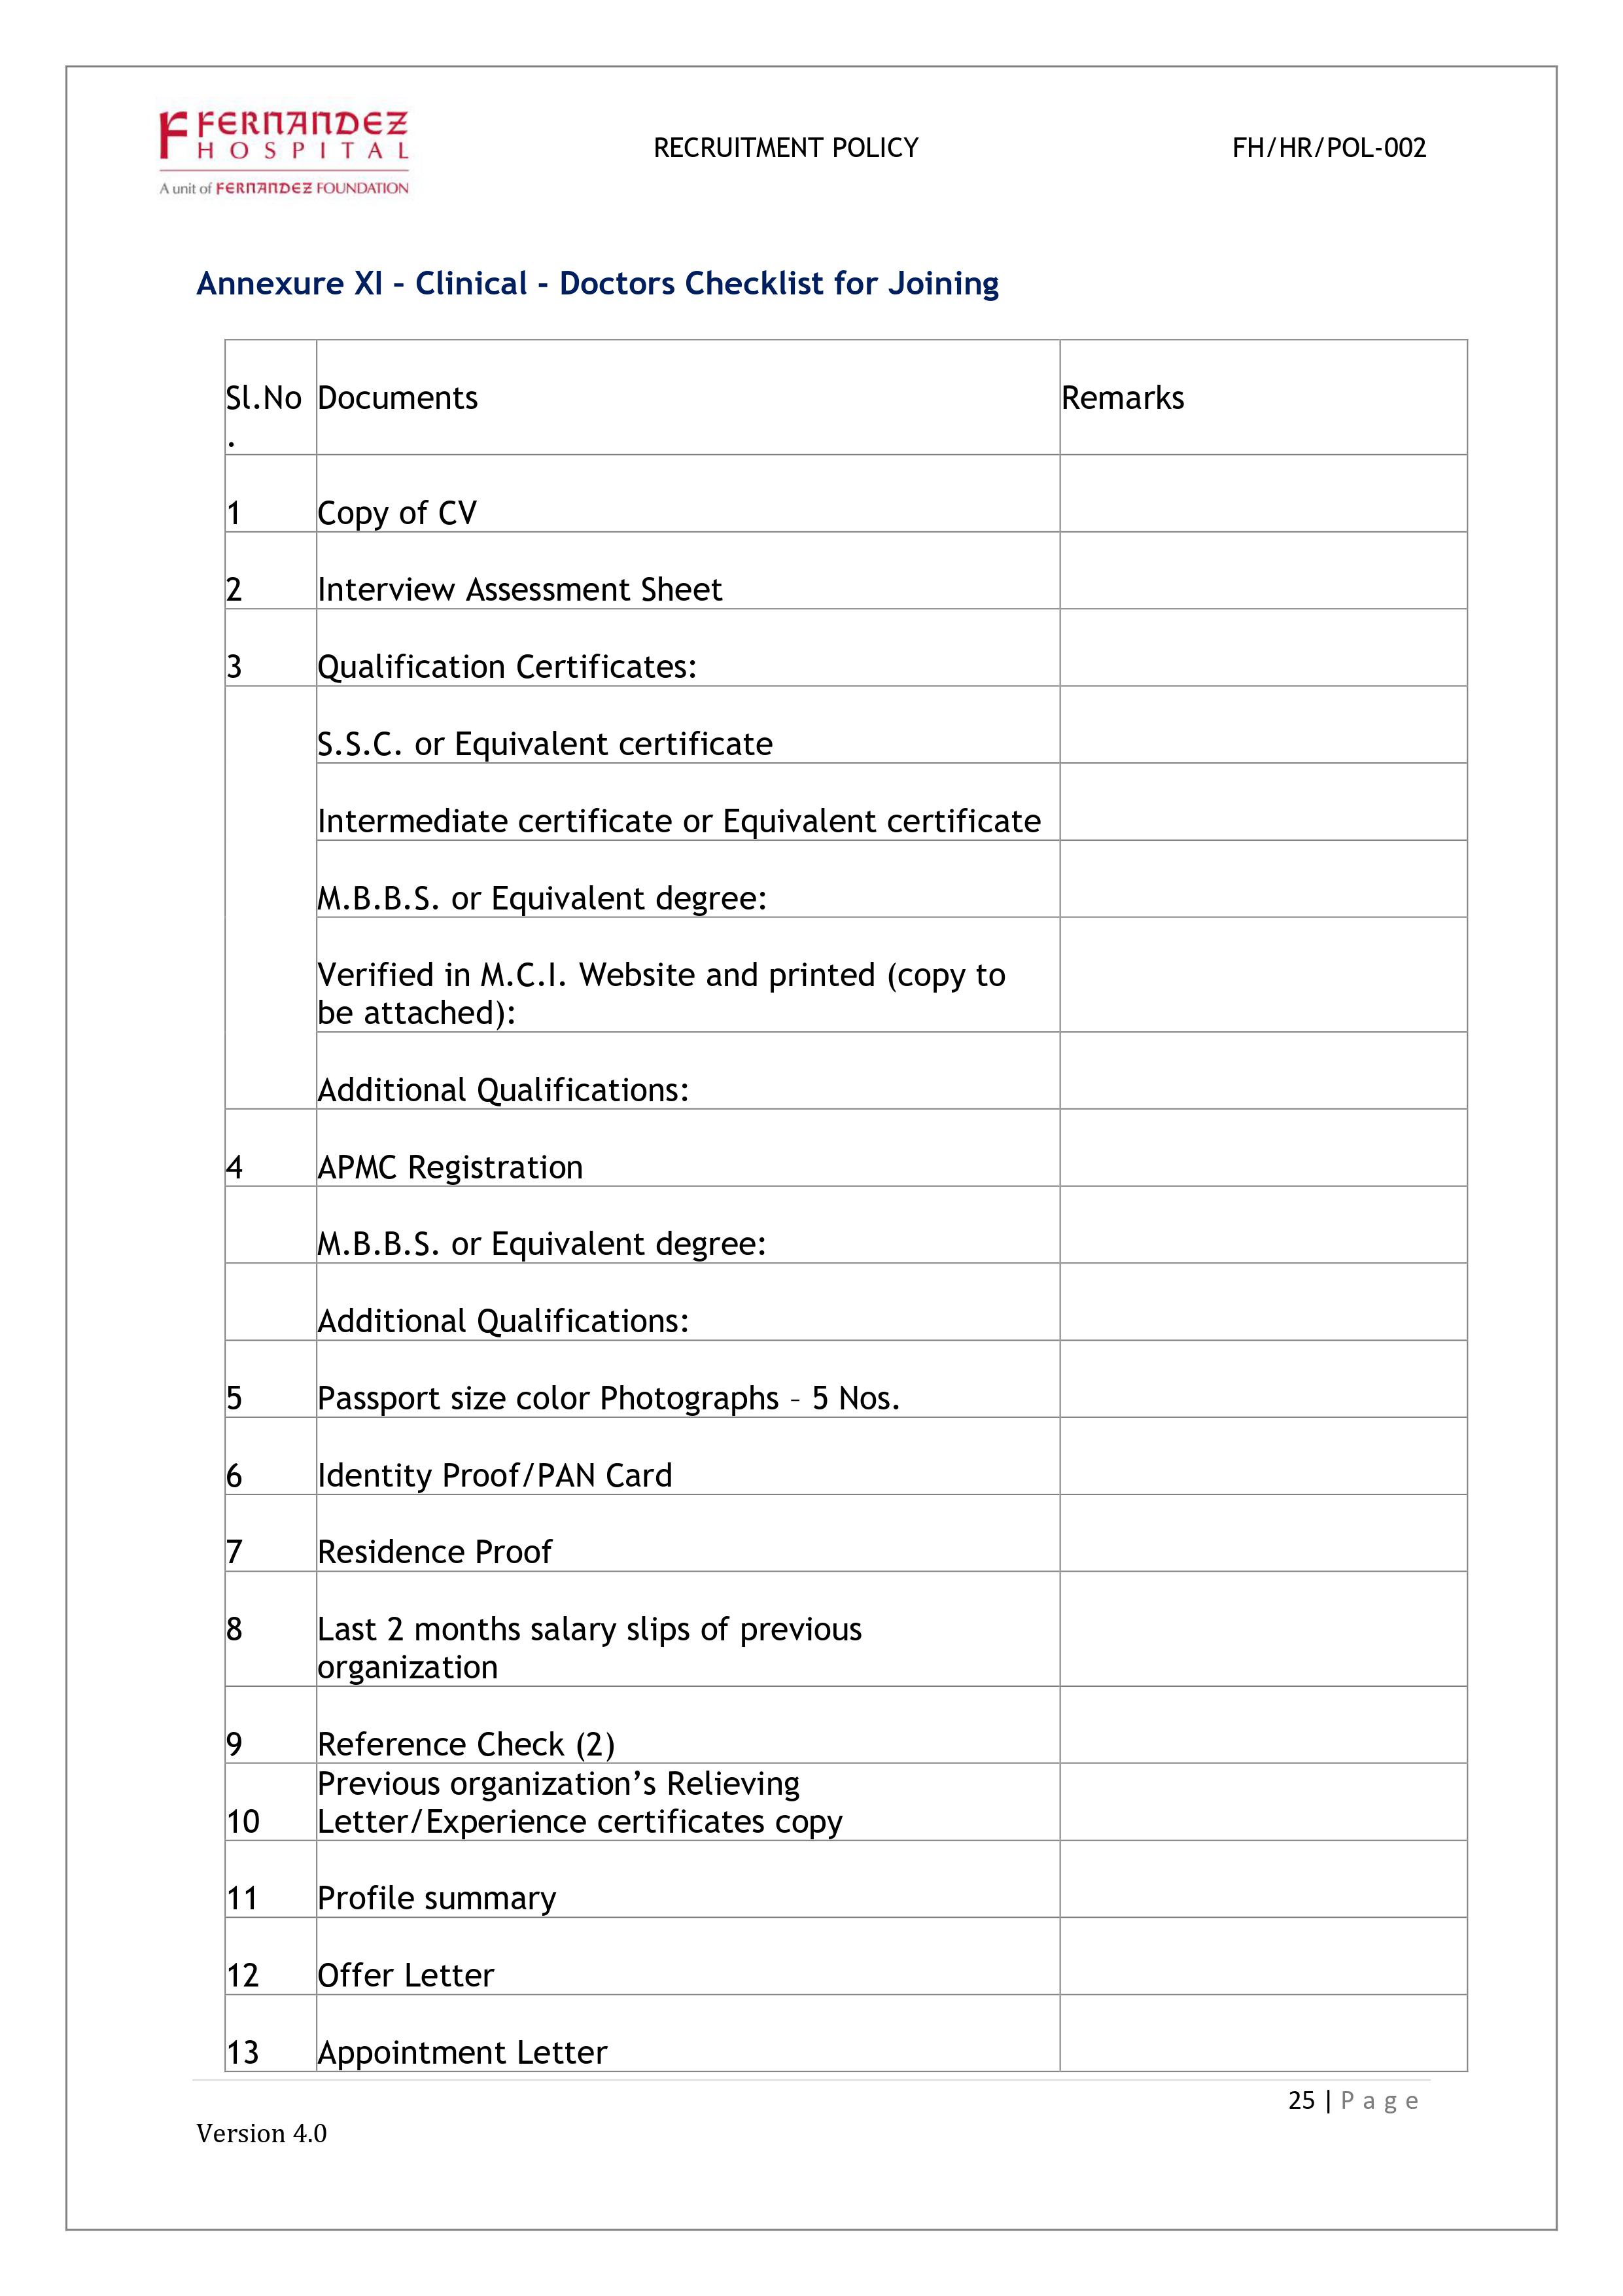 FERNANDEZ
HOSPITAL
A unit of FERNANDEZ FOUNDATION
RECRUITMENT POLICY
FH/HR/POL-002
Annexure XI – Clinical - Doctors Checklist for Joining
Sl.No Documents Remarks
.
1 Copy of CV
2 Interview Assessment Sheet
3 Qualification Certificates:
S.S.C. or Equivalent certificate
Intermediate certificate or Equivalent certificate
M.B.B.S. or Equivalent degree:
Verified in M.C.I. Website and printed (copy to
be attached):
Additional Qualifications:
4 APMC Registration
M.B.B.S. or Equivalent degree:
Additional Qualifications:
5 Passport size color Photographs – 5 Nos.
6 Identity Proof/PAN Card
7 Residence Proof
8 Last 2 months salary slips of previous
organization
9 Reference Check (2)
Previous organization’s Relieving
10 Letter/Experience certificates copy
11 Profile summary
12 Offer Letter
13 Appointment Letter
25 | Page
Version 4.0